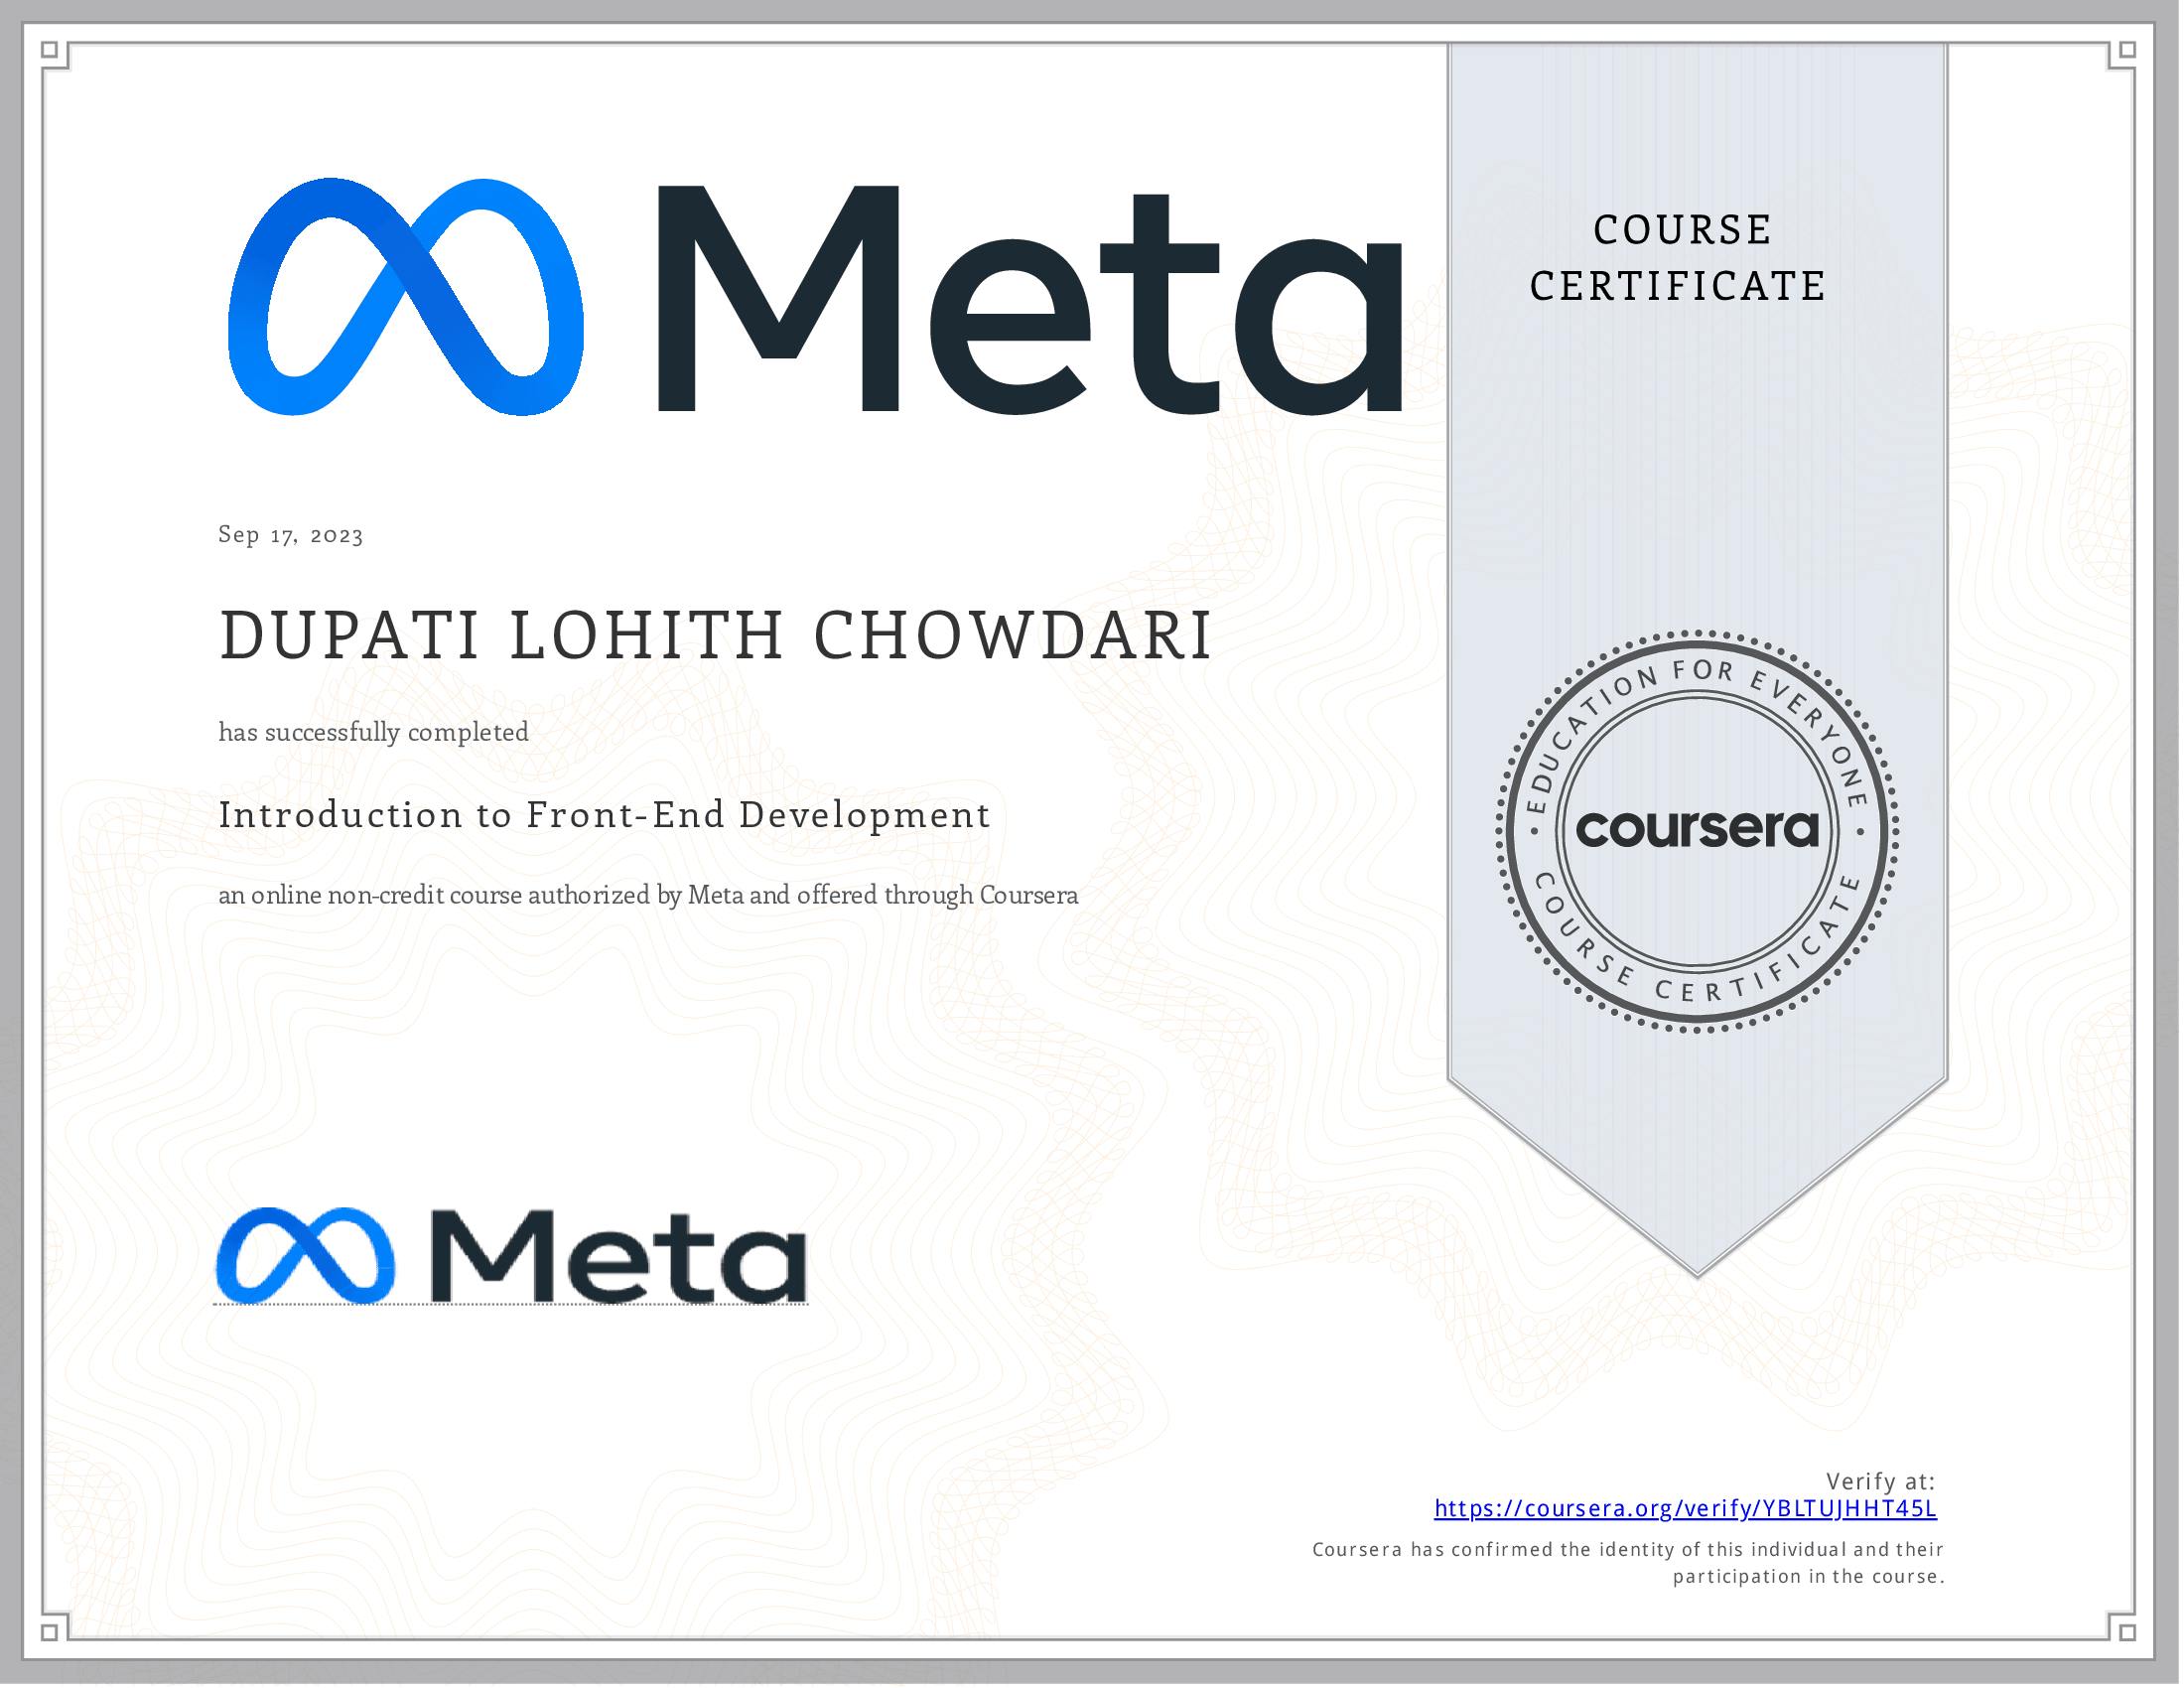 Meta
COURSE
CERTIFICATE
Sep 17, 2023
DUPATI LOHITH CHOWDARI
has successfully completed
Introduction to Front-End Development
an online non-credit course authorized by Meta and offered through Coursera
EDUCATION FOR EVERYONE
coursera
COURSE CERTIFICATE
Meta
Verify at:
https://coursera.org/verify/YBLTUJHHT45L
Coursera has confirmed the identity of this individual and their
participation in the course.